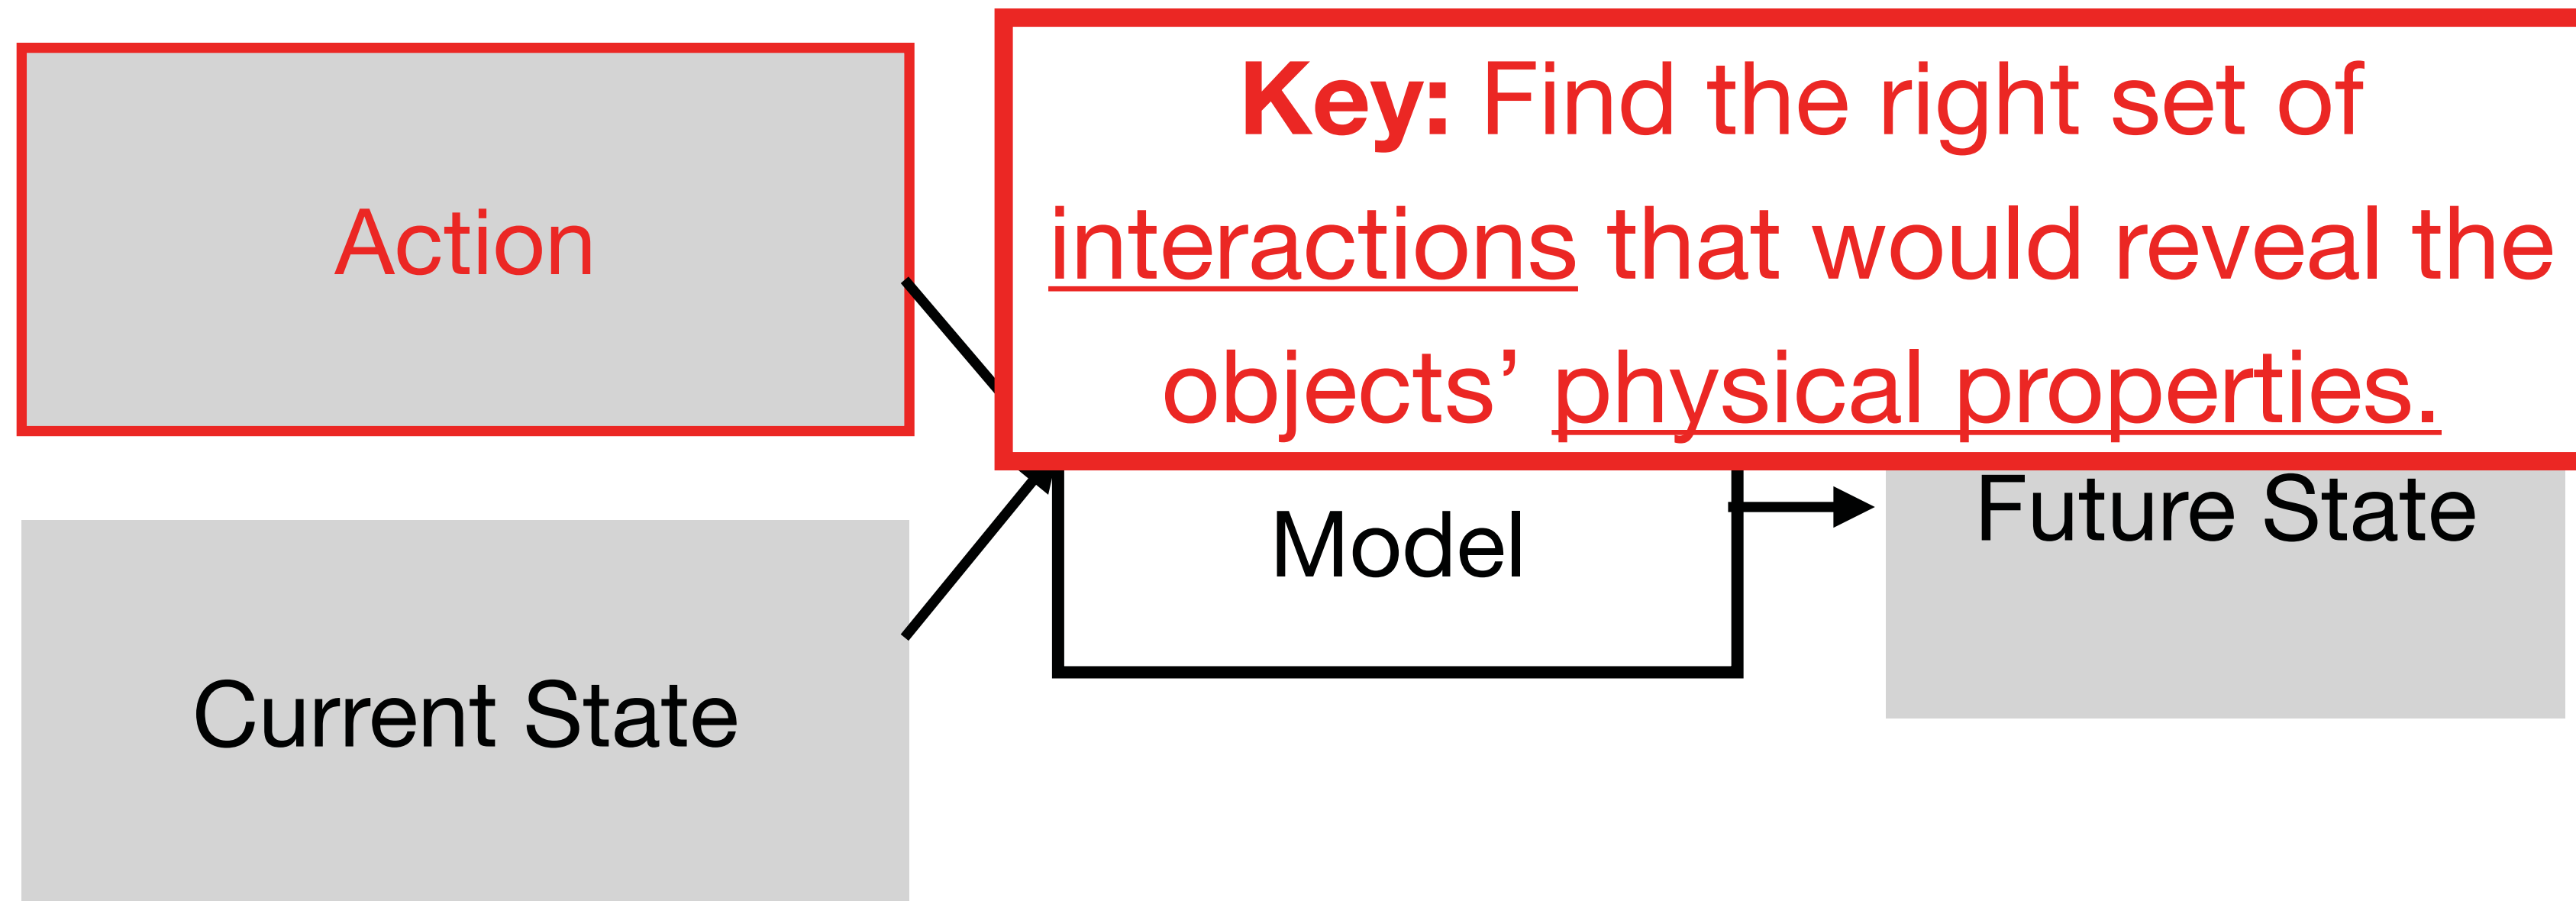 Action
Key: Find the right set of
interactions that would reveal the
objects’ physical properties.
Current State
Model
Future State